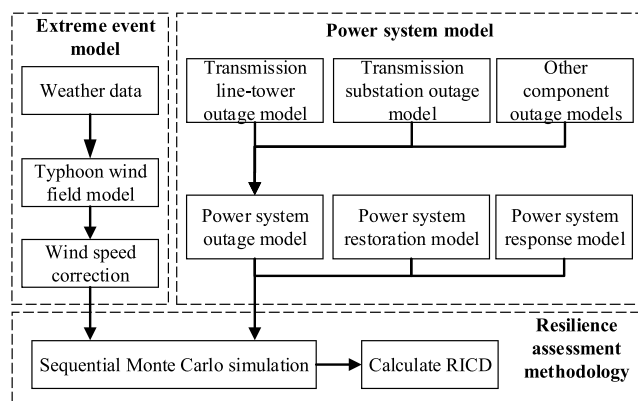 Extreme event
model
Weather data
Typhoon wind
field model
Wind speed
correction
Power system model
Transmission
line-tower
outage model
Transmission
substation outage
model
Other
component
outage models
Power system
outage model
Power system
restoration model
Power system
response model
Resilience
assessment
methodology
Sequential Monte Carlo simulation
Calculate RICD